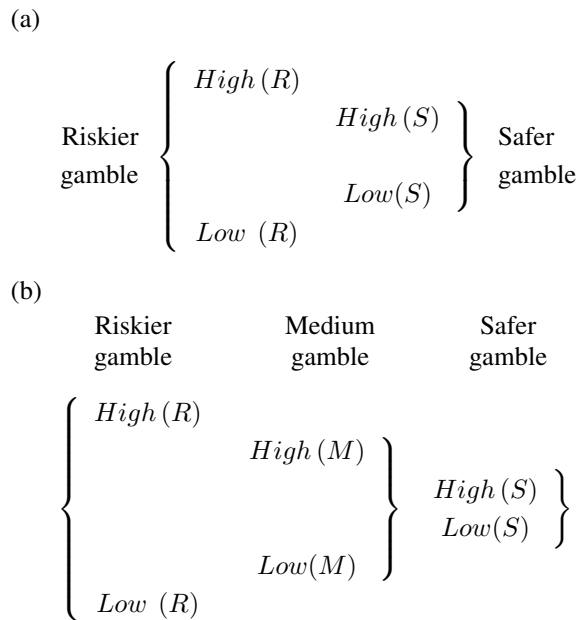 (a)
High (R)
High (S)
Riskier
gamble
Safer
gamble
Low(S)
Low (R)
(b)
Riskier
gamble
Medium
gamble
Safer
gamble
High (R)
High (M)
High (S)
Low(S)
Low(M)
Low (R)